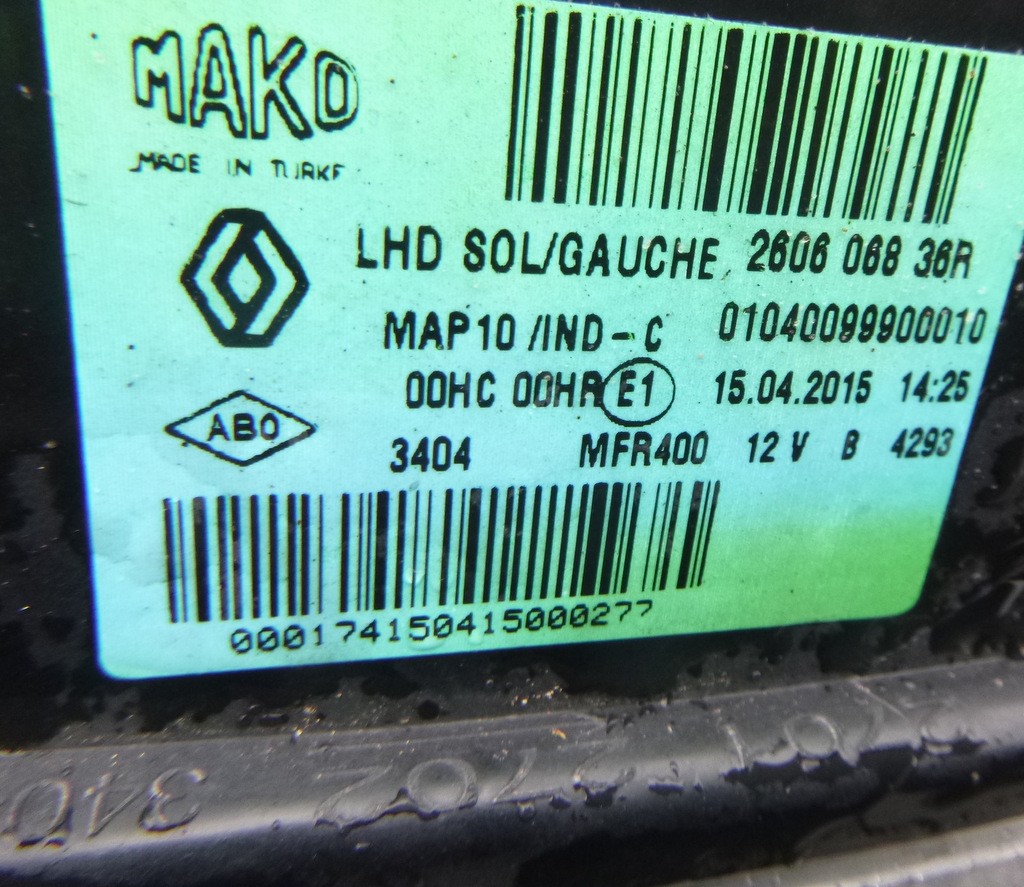 MAKO
MADE IN TURKE
LHD SOL/GAUCHE 2606 068 36R
MAP10 /IND-C 01040099900010
00HC 00HR E1 15.04.2015 14:25
ABO
3404 MFR400 12 V B 4293
000174150415000277